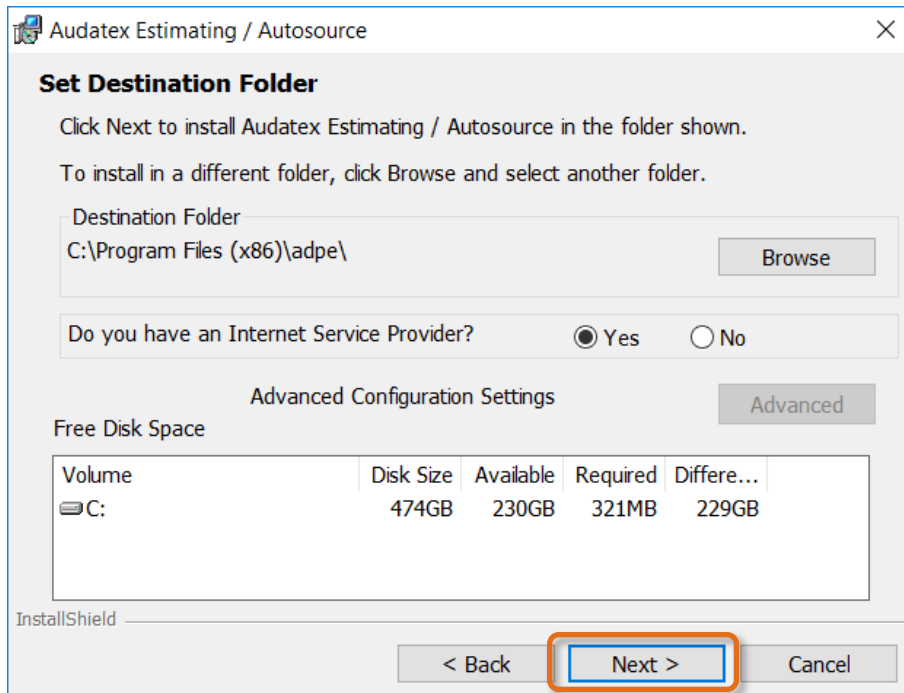 Audatex Estimating / Autosource
Set Destination Folder
Click Next to install Audatex Estimating / Autosource in the folder shown.
To install in a different folder, click Browse and select another folder.
Destination Folder
C:\Program Files (x86)\adpe\
Browse
Do you have an Internet Service Provider? Yes No
Advanced Configuration Settings Advanced
Free Disk Space
Volume Disk Size Available Required Differe...
C: 474GB 230GB 321MB 229GB
InstallShield
< Back Next > Cancel